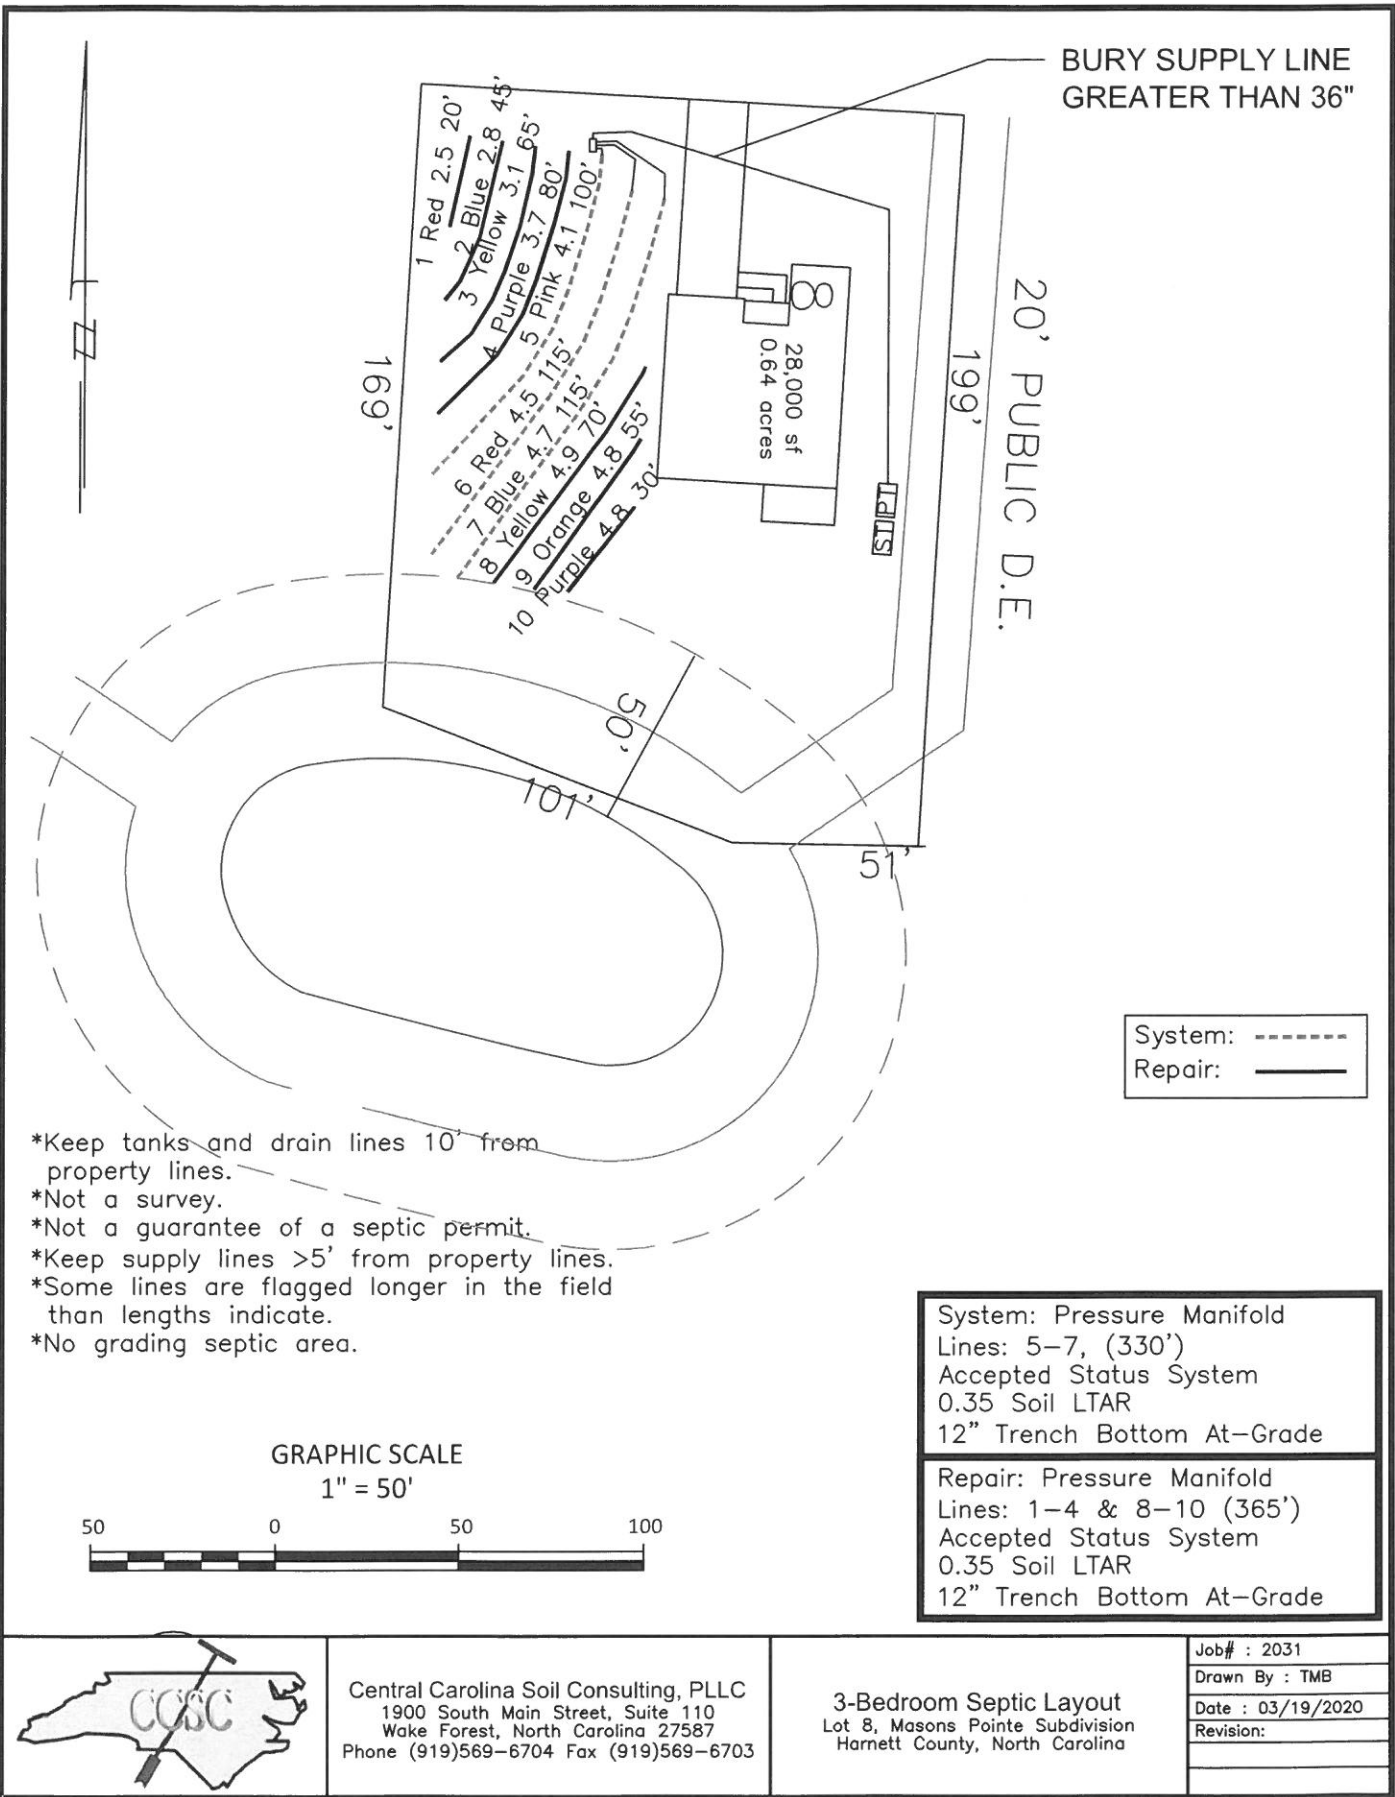 BURY SUPPLY LINE
GREATER THAN 36"
1 Red 2.5 20'
2 Blue 2.8 45'
3 Yellow 3.1 65'
4 Purple 3.7 80'
5 Pink 4.1 100'
6 Red 4.5 115'
7 Blue 4.7 115'
8 Yellow 4.9 70'
9 Orange 4.8 55'
10 Purple 4.8 30'
8
28,000 sf
0.64 acres
169'
199'
20' PUBLIC D.E.
PT
ST
50'
101'
51'
N
System:
Repair:
*Keep tanks and drain lines 10' from
property lines.
*Not a survey.
*Not a guarantee of a septic permit.
*Keep supply lines >5' from property lines.
*Some lines are flagged longer in the field
than lengths indicate.
*No grading septic area.
System: Pressure Manifold
Lines: 5-7, (330')
Accepted Status System
0.35 Soil LTAR
12" Trench Bottom At-Grade
Repair: Pressure Manifold
Lines: 1-4 & 8-10 (365')
Accepted Status System
0.35 Soil LTAR
12" Trench Bottom At-Grade
GRAPHIC SCALE
1" = 50'
50 0 50 100
CCSC
Central Carolina Soil Consulting, PLLC
1900 South Main Street, Suite 110
Wake Forest, North Carolina 27587
Phone (919)569-6704 Fax (919)569-6703
3-Bedroom Septic Layout
Lot 8, Masons Pointe Subdivision
Harnett County, North Carolina
Job# : 2031
Drawn By : TMB
Date : 03/19/2020
Revision: